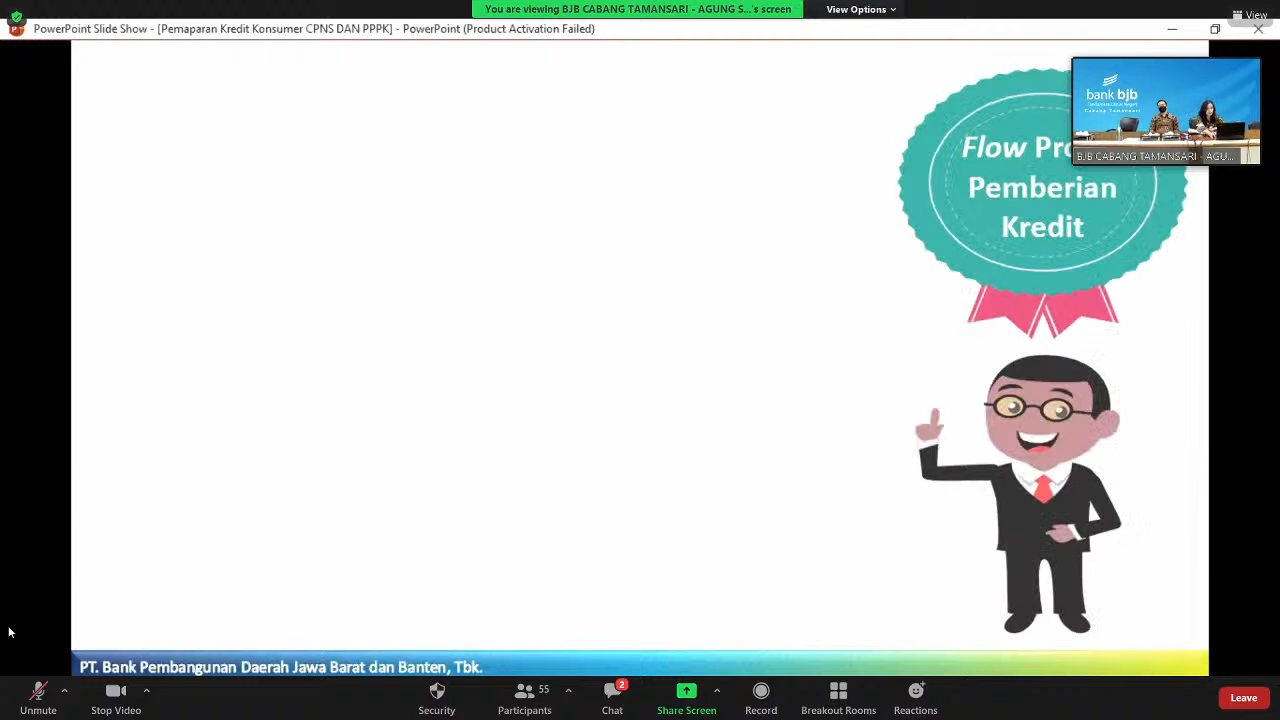 You are viewing BJB CABANG TAMANSARI - AGUNG S...'s screen
View Options
View
PowerPoint Slide Show - [Pemaparan Kredit Konsumer CPNS DAN PPPK] - PowerPoint (Product Activation Failed)
bank bjb
Cabang Tamansari
BJB CABANG TAMANSARI - AGU...
Flow Pro
Pemberian
Kredit
PT. Bank Pembangunan Daerah Jawa Barat dan Banten, Tbk.
55
2
Unmute
Stop Video
Security
Participants
Chat
Share Screen
Record
Breakout Rooms
Reactions
Leave